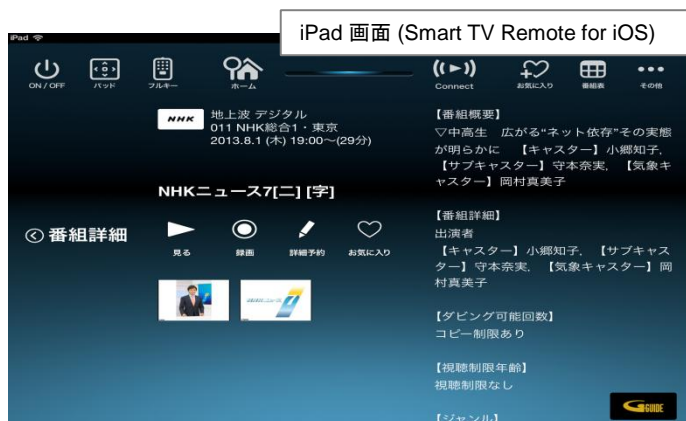 iPad 画面 (Smart TV Remote for iOS)
iPad
ON / OFF
パッド
フルキー
ホーム
Connect
お気に入り
番組表
その他
NHK
地上波 デジタル
011 NHK総合1・東京
2013.8.1 (木) 19:00～(29分)
NHKニュース7[二] [字]
番組詳細
見る
録画
詳細予約
お気に入り
【番組概要】
▽中高生 広がる“ネット依存”その実態
が明らかに 【キャスター】小郷知子,
【サブキャスター】守本奈実, 【気象キ
ャスター】岡村真美子
【番組詳細】
出演者
【キャスター】小郷知子, 【サブキャス
ター】守本奈実, 【気象キャスター】岡
村真美子
【ダビング可能回数】
コピー制限あり
【視聴制限年齢】
視聴制限なし
【ジャンル】
G GUIDE